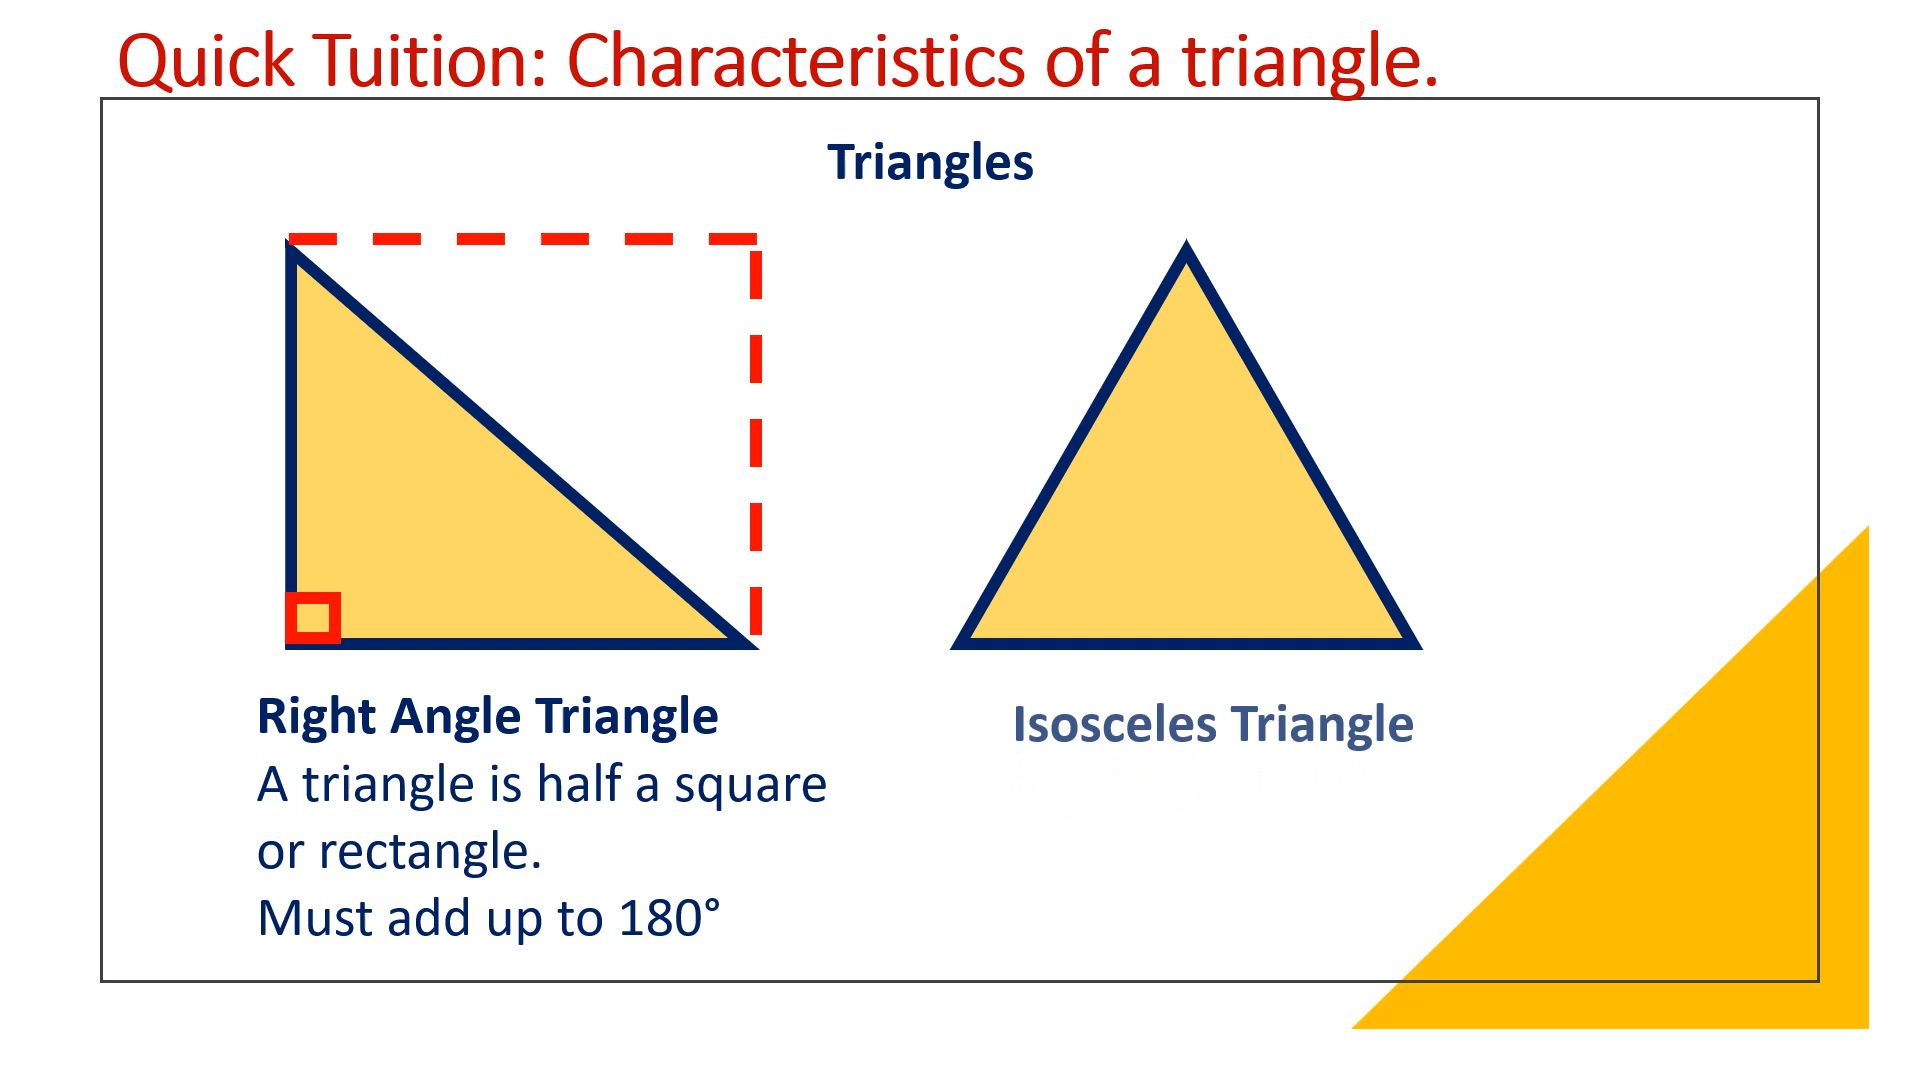 Quick Tuition: Characteristics of a triangle.
Triangles
Right Angle Triangle
A triangle is half a square
or rectangle.
Must add up to 180°
Isosceles Triangle